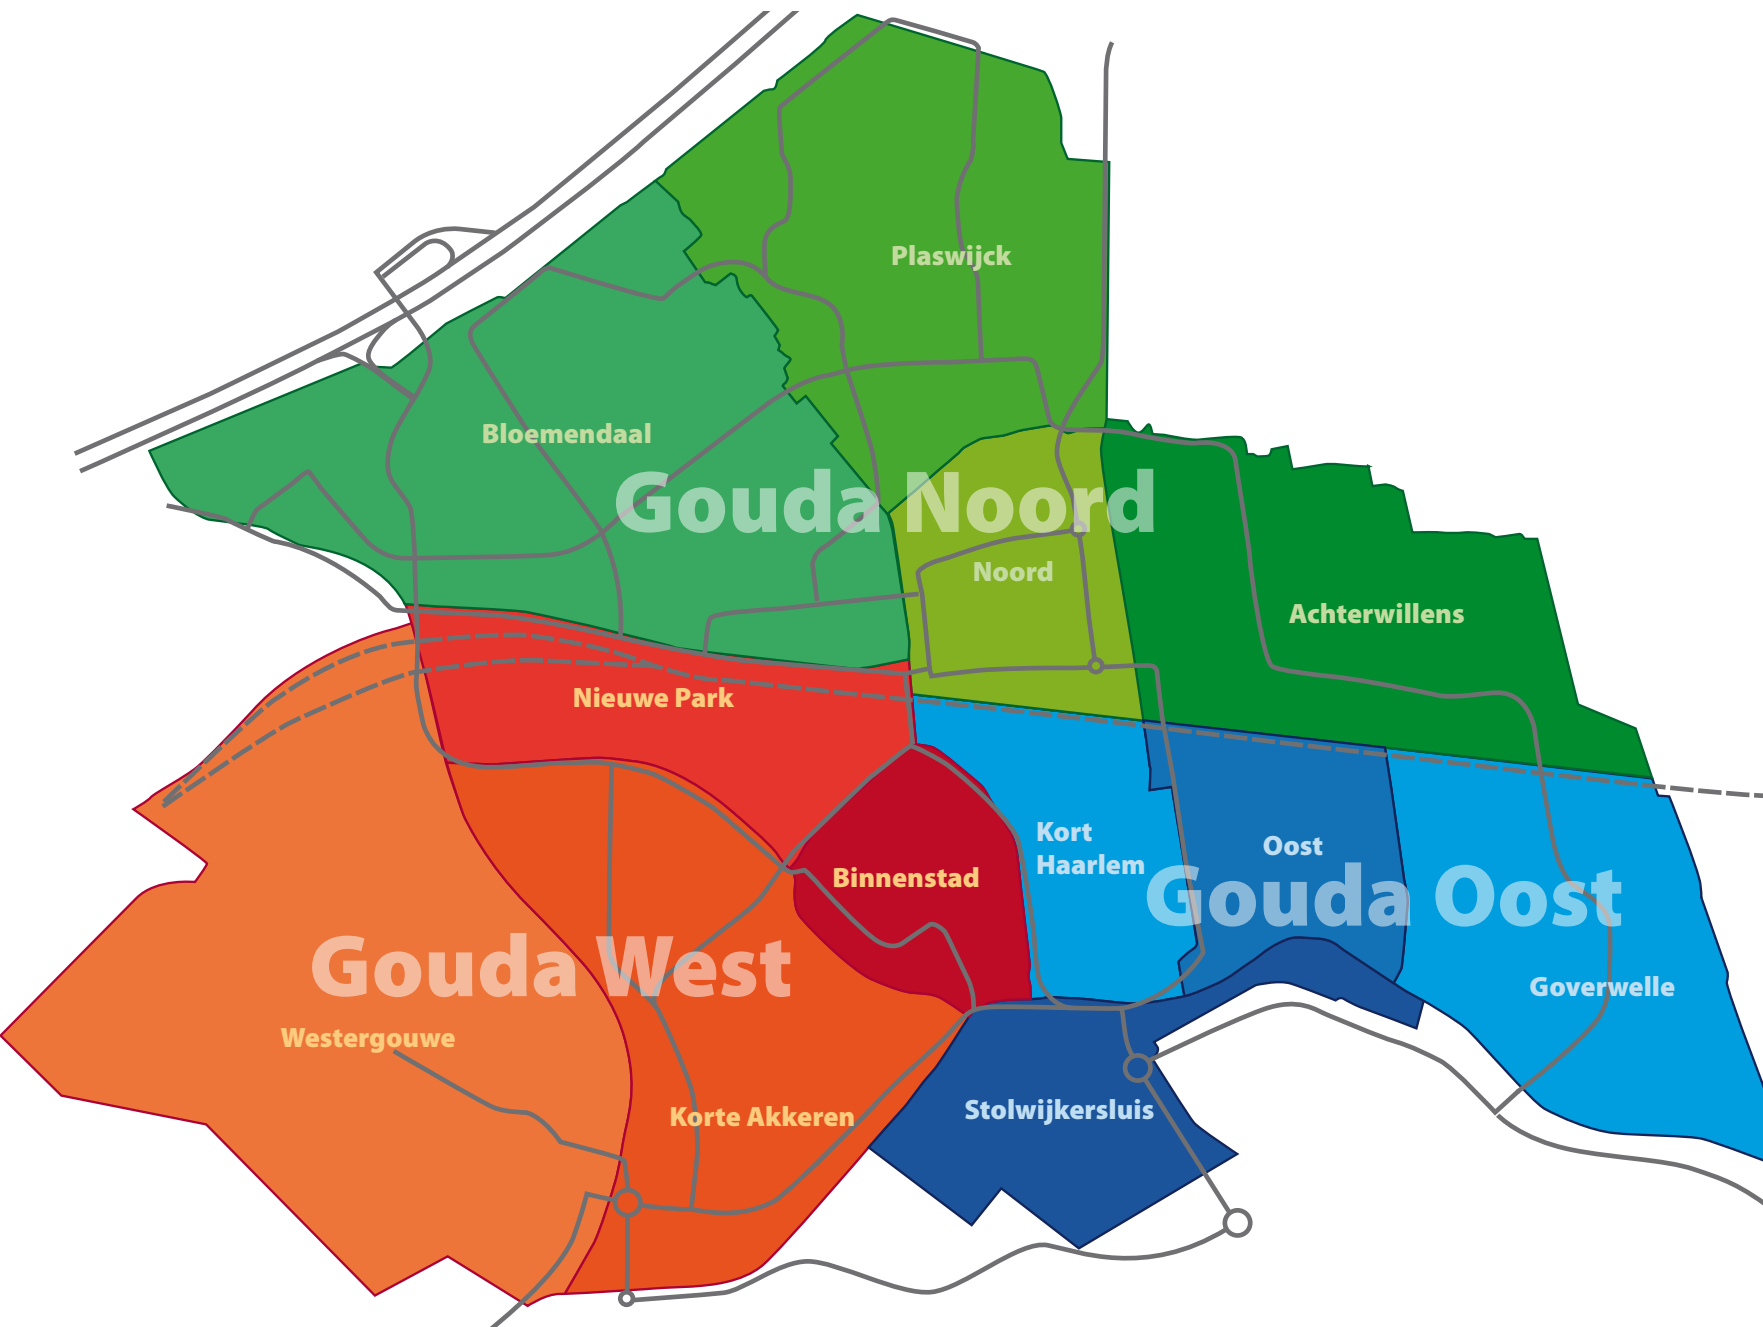 Plaswijck
Bloemendaal
Gouda Noord
Noord
Achterwillens
Nieuwe Park
Kort
Haarlem
Oost
Binnenstad
Gouda Oost
Gouda West
Goverwelle
Westergouwe
Stolwijkersluis
Korte Akkeren